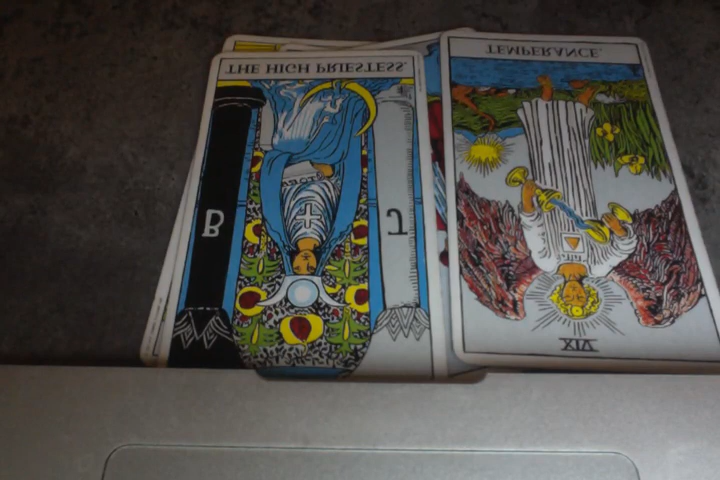 THE HIGH PRIESTESS.
B
J
TEMPERANCE.
XIV